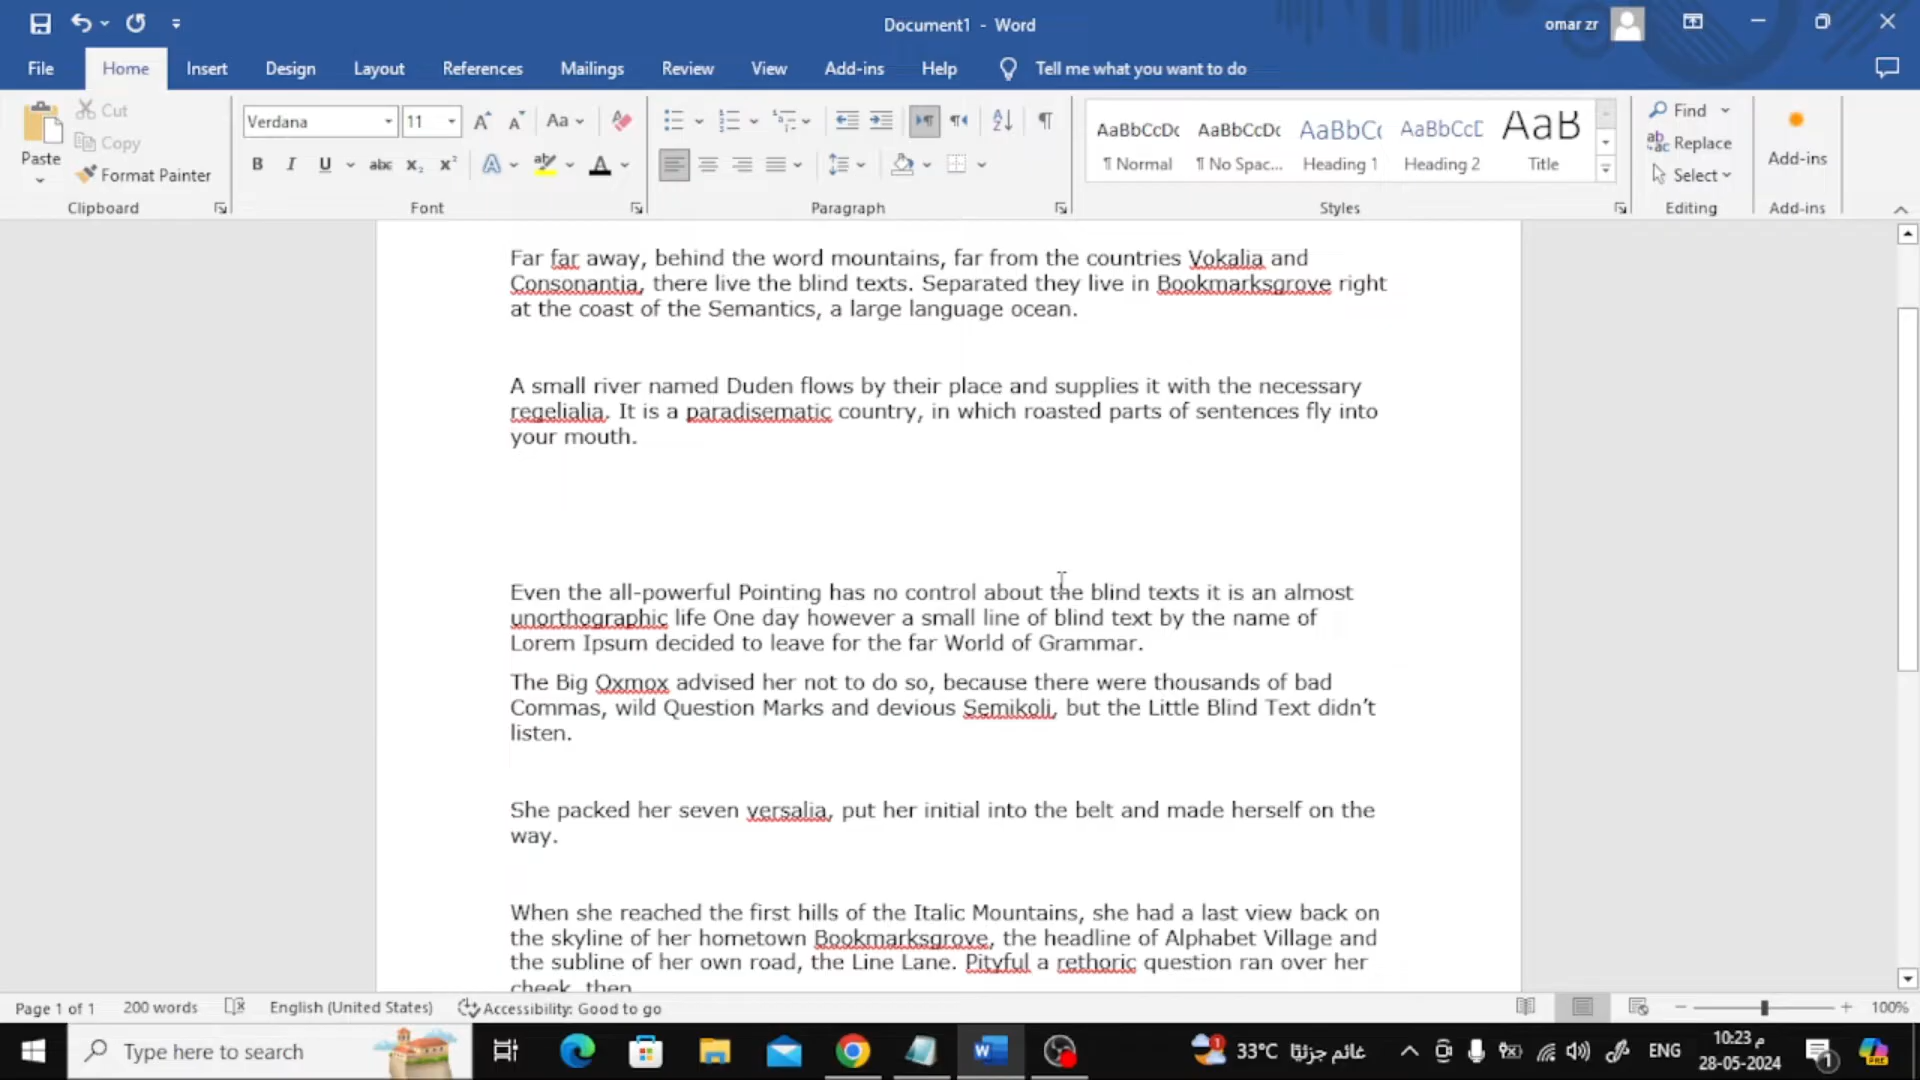 Document1 - Word
omar zr
File Home Insert Design Layout References Mailings Review View Add-ins Help Tell me what you want to do
Paste
Cut
Copy
Format Painter
Clipboard
Verdana 11
Aa
B I U abc x₂ x² A A
Font
Paragraph
AaBbCcDc AaBbCcDc AaBbC AaBbCcD AaB
¶ Normal ¶ No Spac... Heading 1 Heading 2 Title
Styles
Find
Replace
Select
Editing
Add-ins
Add-ins
Far far away, behind the word mountains, far from the countries Vokalia and
Consonantia, there live the blind texts. Separated they live in Bookmarksgrove right
at the coast of the Semantics, a large language ocean.
A small river named Duden flows by their place and supplies it with the necessary
regelialia. It is a paradisematic country, in which roasted parts of sentences fly into
your mouth.
Even the all-powerful Pointing has no control about the blind texts it is an almost
unorthographic life One day however a small line of blind text by the name of
Lorem Ipsum decided to leave for the far World of Grammar.
The Big Oxmox advised her not to do so, because there were thousands of bad
Commas, wild Question Marks and devious Semikoli, but the Little Blind Text didn’t
listen.
She packed her seven versalia, put her initial into the belt and made herself on the
way.
When she reached the first hills of the Italic Mountains, she had a last view back on
the skyline of her hometown Bookmarksgrove, the headline of Alphabet Village and
the subline of her own road, the Line Lane. Pityful a rethoric question ran over her
cheek, then
Page 1 of 1 200 words English (United States) Accessibility: Good to go 100%
Type here to search
33°C غائم جزئيًا
ENG
10:23 م
28-05-2024
1
PRE